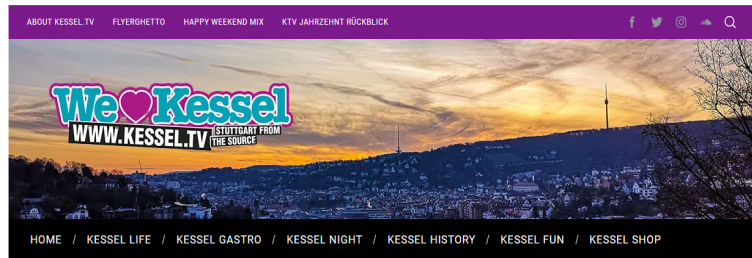 ABOUT KESSEL.TV FLYERGHETTO HAPPY WEEKEND MIX KTV JAHRZEHNT RÜCKBLICK
We Kessel
WWW.KESSEL.TV STUTTGART FROM
THE SOURCE
HOME / KESSEL LIFE / KESSEL GASTRO / KESSEL NIGHT / KESSEL HISTORY / KESSEL FUN / KESSEL SHOP